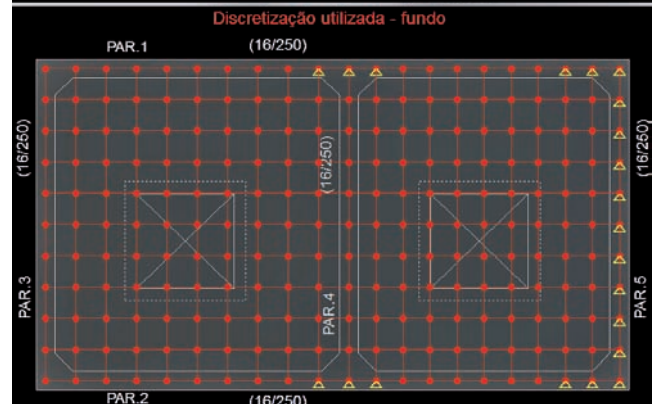 Discretização utilizada - fundo
PAR.1 (16/250)
(16/250)
(16/250)
(16/250)
PAR.3
PAR.4
PAR.5
PAR.2 (16/250)